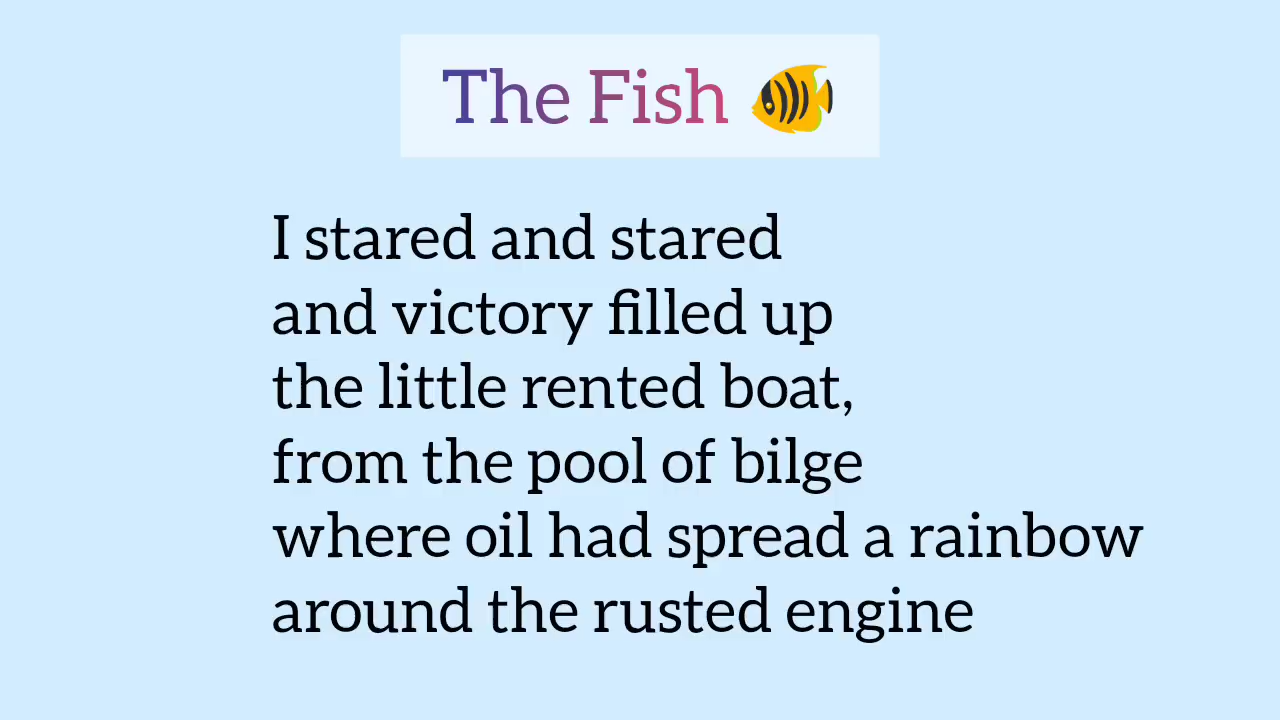 The Fish 🐠
I stared and stared
and victory filled up
the little rented boat,
from the pool of bilge
where oil had spread a rainbow
around the rusted engine